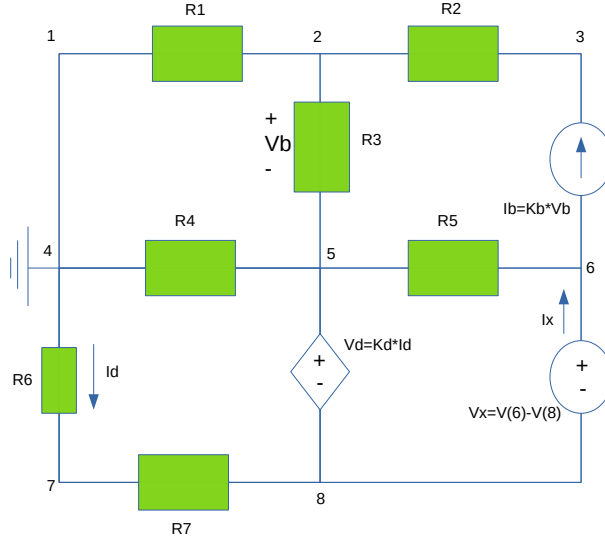 R1
R2
1
2
3
+
Vb
-
R3
Ib=Kb*Vb
R4
R5
4
5
6
Ix
Vd=Kd*Id
+
-
R6
Id
+
-
Vx=V(6)-V(8)
7
8
R7